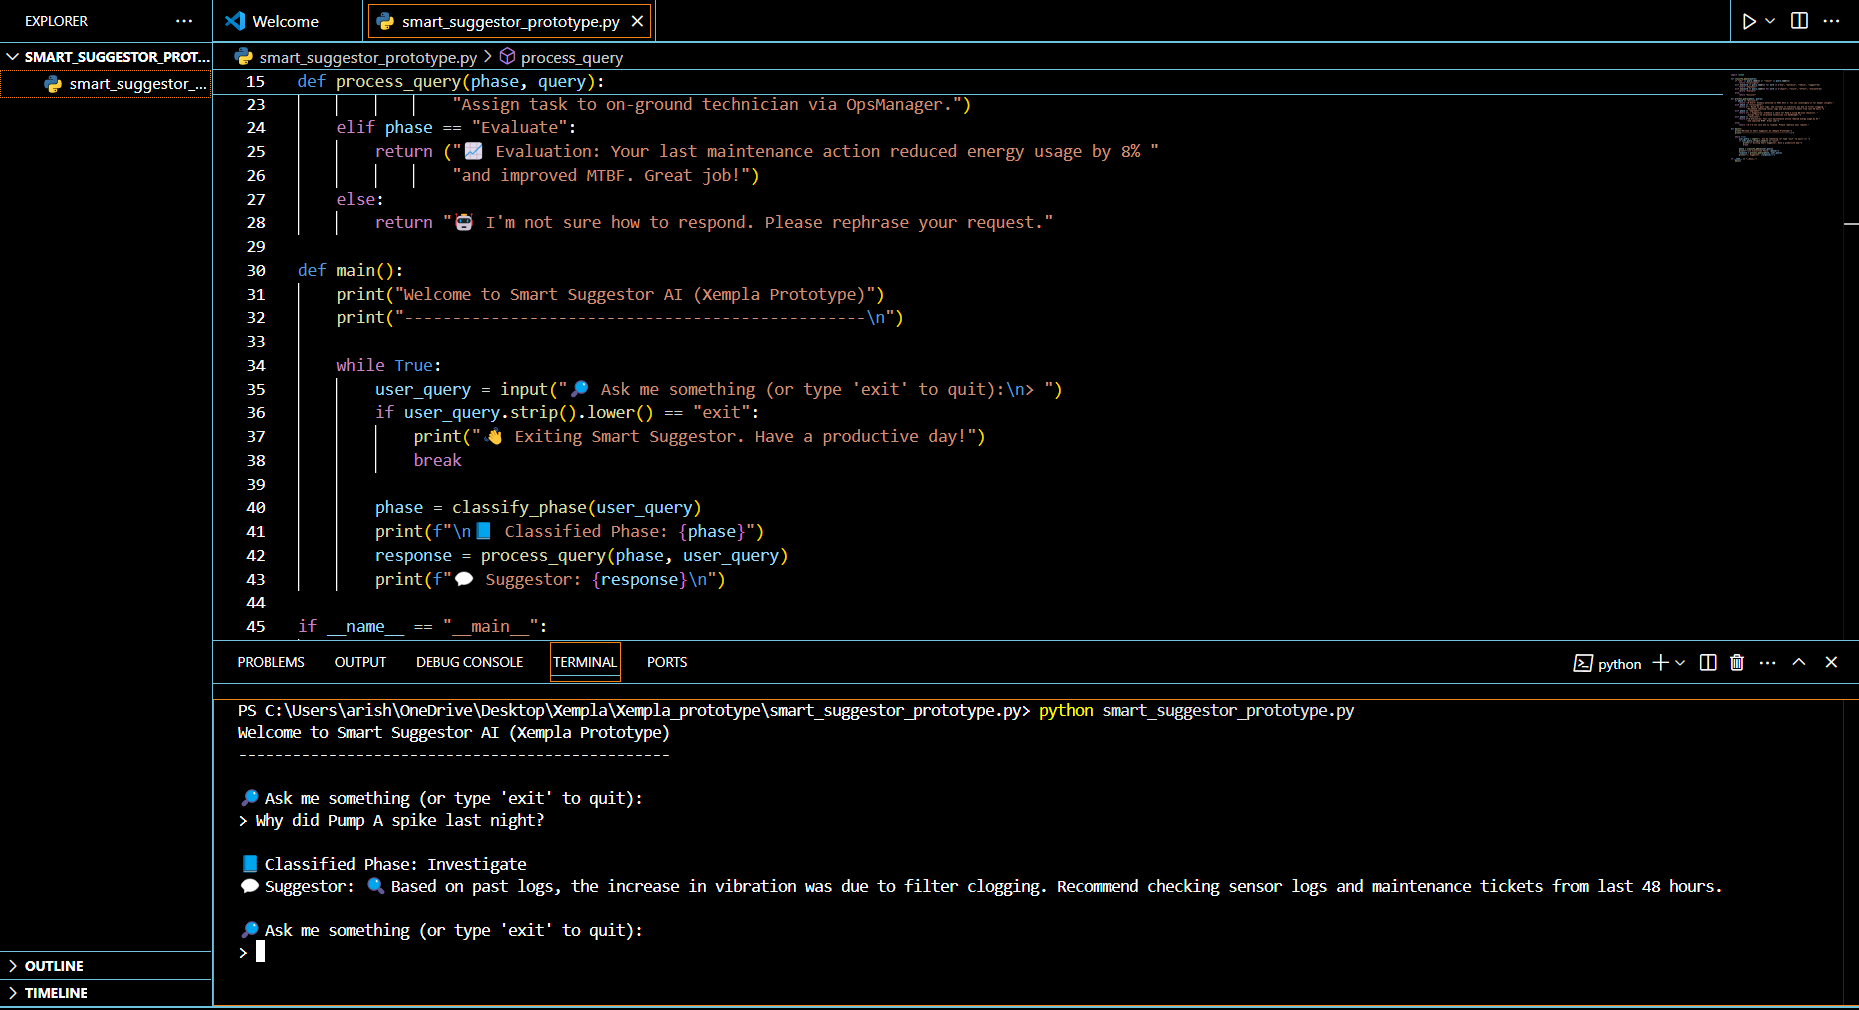 EXPLORER
SMART_SUGGESTOR_PROT...
smart_suggestor_...
OUTLINE
TIMELINE
Welcome
smart_suggestor_prototype.py
smart_suggestor_prototype.py > process_query
15 def process_query(phase, query):
23 "Assign task to on-ground technician via OpsManager.")
24 elif phase == "Evaluate":
25 return ("📈 Evaluation: Your last maintenance action reduced energy usage by 8% "
26 "and improved MTBF. Great job!")
27 else:
28 return "🤖 I'm not sure how to respond. Please rephrase your request."
29
30 def main():
31 print("Welcome to Smart Suggestor AI (Xempla Prototype)")
32 print("------------------------------------------------\n")
33
34 while True:
35 user_query = input("🔎 Ask me something (or type 'exit' to quit):\n> ")
36 if user_query.strip().lower() == "exit":
37 print("👋 Exiting Smart Suggestor. Have a productive day!")
38 break
39
40 phase = classify_phase(user_query)
41 print(f"\n📘 Classified Phase: {phase}")
42 response = process_query(phase, user_query)
43 print(f"💬 Suggestor: {response}\n")
44
45 if __name__ == "__main__":
PROBLEMS OUTPUT DEBUG CONSOLE TERMINAL PORTS
python
PS C:\Users\arish\OneDrive\Desktop\Xempla\Xempla_prototype\smart_suggestor_prototype.py> python smart_suggestor_prototype.py
Welcome to Smart Suggestor AI (Xempla Prototype)
------------------------------------------------
🔎 Ask me something (or type 'exit' to quit):
> Why did Pump A spike last night?
📘 Classified Phase: Investigate
💬 Suggestor: 🔍 Based on past logs, the increase in vibration was due to filter clogging. Recommend checking sensor logs and maintenance tickets from last 48 hours.
🔎 Ask me something (or type 'exit' to quit):
>